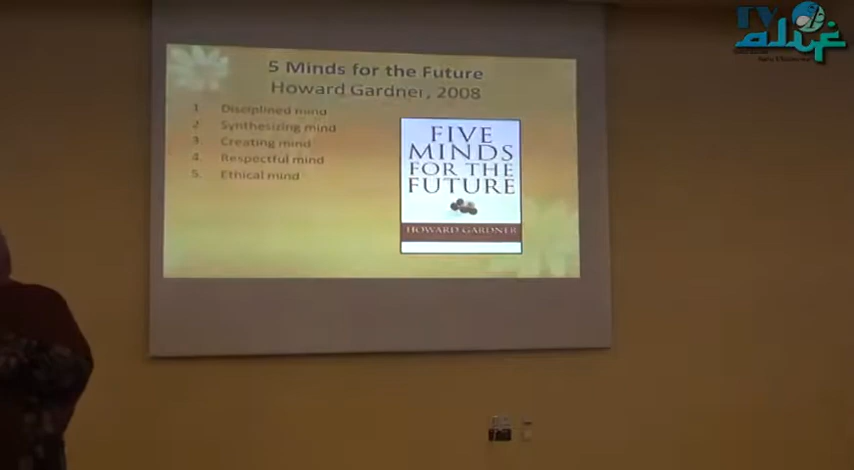 TV
5 Minds for the Future
Howard Gardner, 2008
1. Disciplined mind
2. Synthesizing mind
3. Creating mind
4. Respectful mind
5. Ethical mind
FIVE
MINDS
FOR THE
FUTURE
HOWARD GARDNER